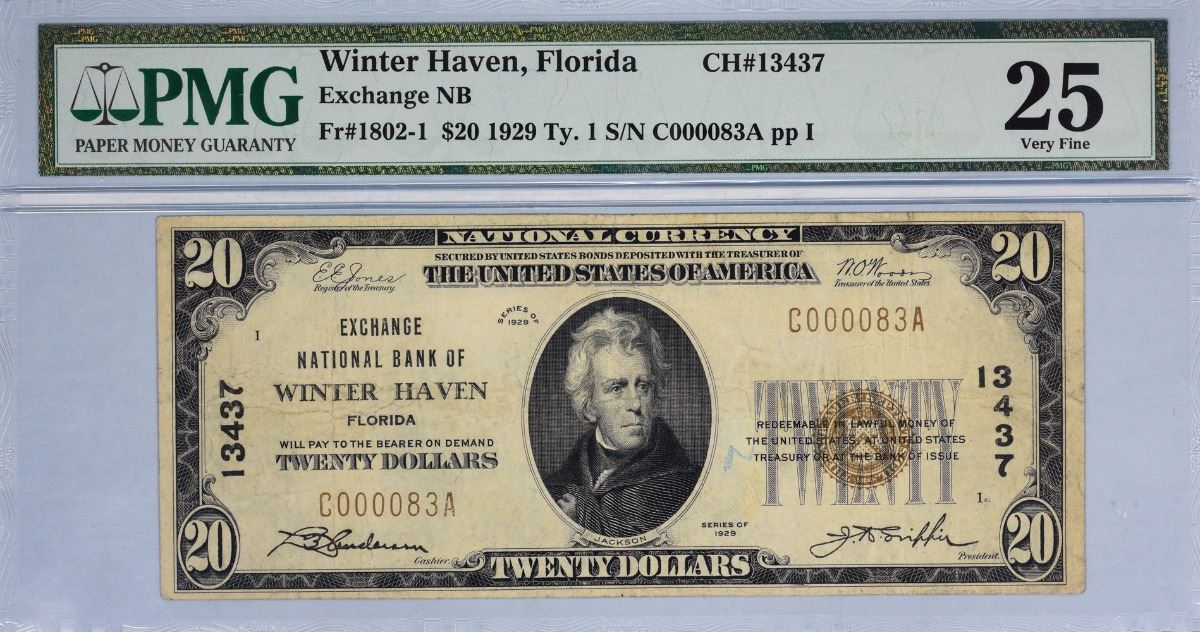 PMG
PAPER MONEY GUARANTY
Winter Haven, Florida CH#13437
Exchange NB
Fr#1802-1 $20 1929 Ty. 1 S/N C000083A pp I
25
Very Fine
20
NATIONAL CURRENCY
20
SECURED BY UNITED STATES BONDS DEPOSITED WITH THE TREASURER OF
THE UNITED STATES OF AMERICA
E.E. Jones
Register of the Treasury.
W.O. Woods
Treasurer of the United States.
SERIES OF
1929
I
EXCHANGE
NATIONAL BANK OF
WINTER HAVEN
FLORIDA
WILL PAY TO THE BEARER ON DEMAND
TWENTY DOLLARS
C000083A
13437
C000083A
13437
TWENTY
REDEEMABLE IN LAWFUL MONEY OF
THE UNITED STATES, AT UNITED STATES
TREASURY OR AT THE BANK OF ISSUE
JACKSON
SERIES OF
1929
Cashier.
President.
20
TWENTY DOLLARS
20